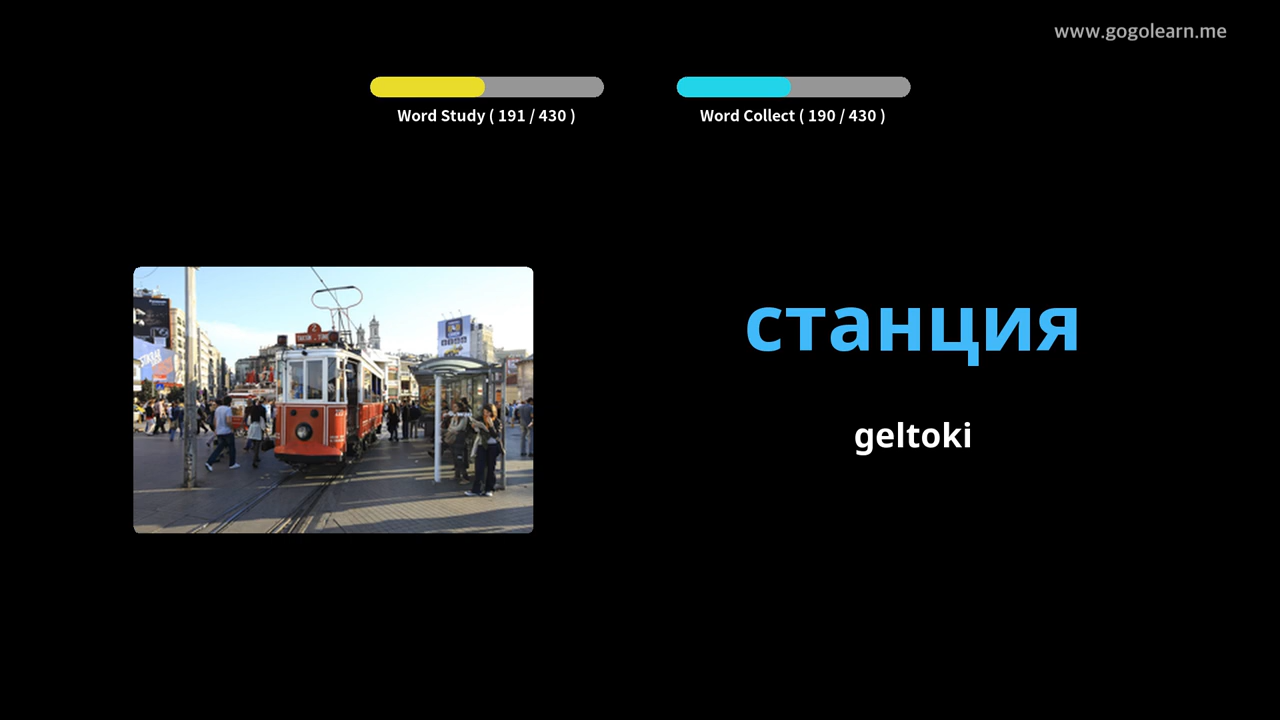 www.gogolearn.me
Word Study ( 191 / 430 )
Word Collect ( 190 / 430 )
станция
geltoki